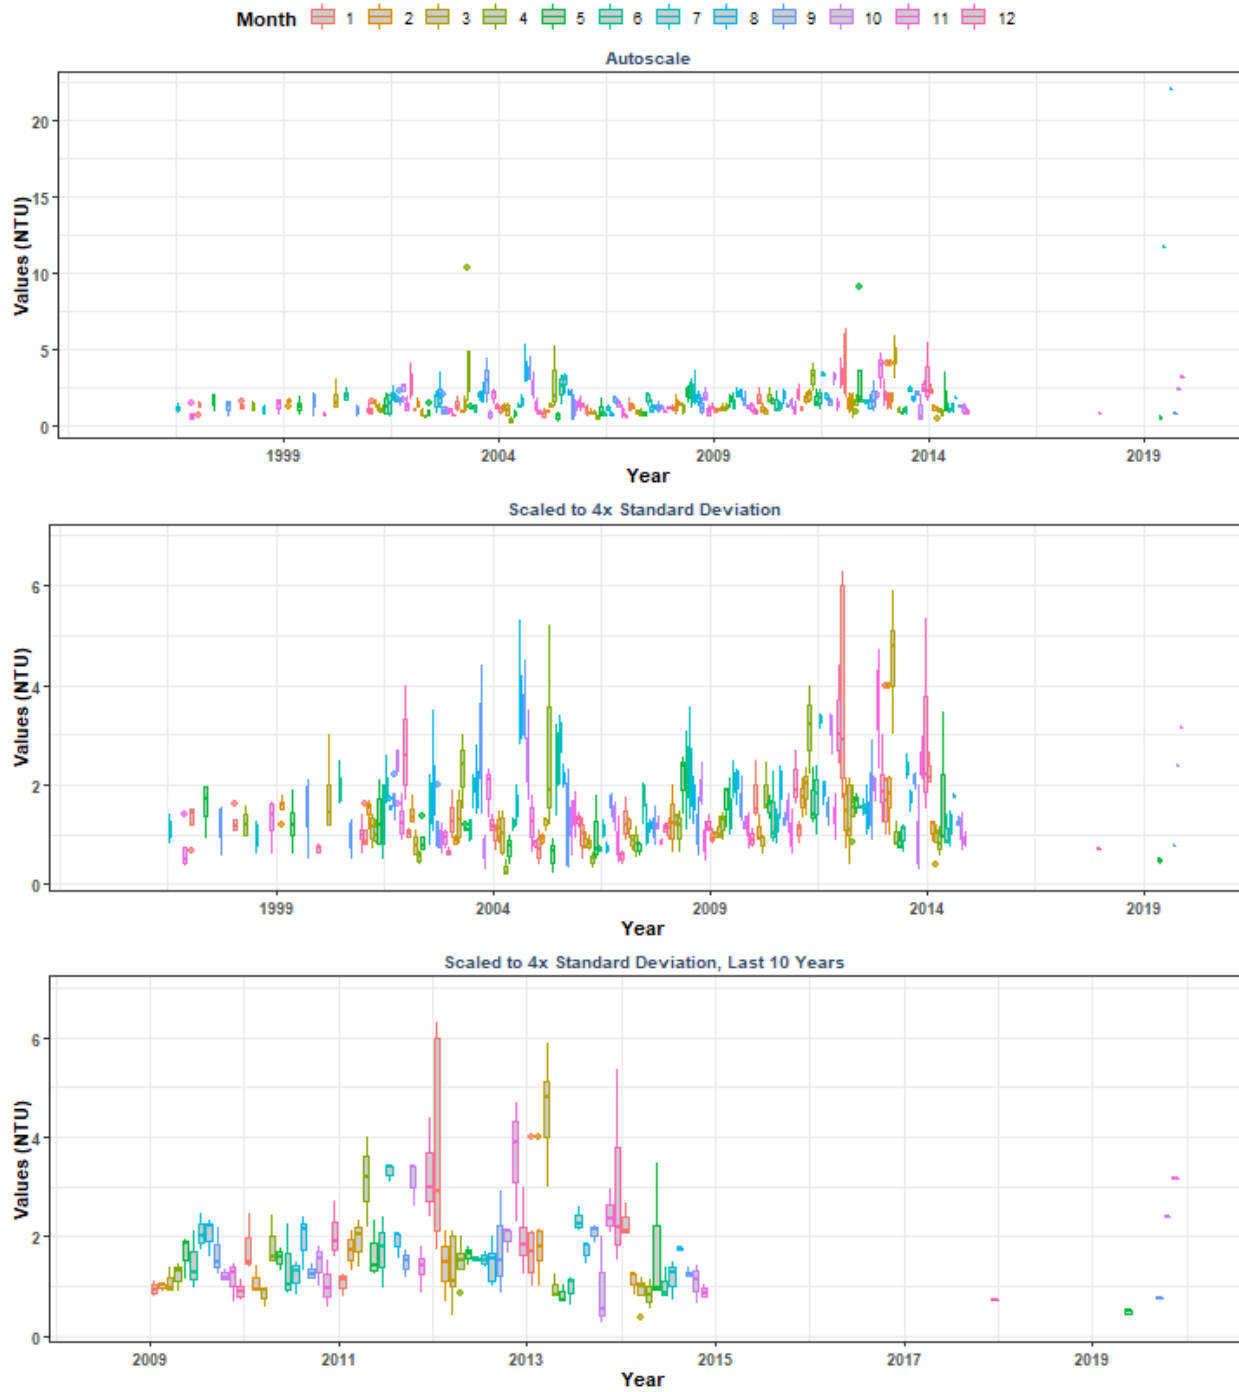 Month 1 2 3 4 5 6 7 8 9 10 11 12
Autoscale
Values (NTU)
20
15
10
5
0
1999 2004 2009 2014 2019
Year
Scaled to 4x Standard Deviation
Values (NTU)
6
4
2
0
1999 2004 2009 2014 2019
Year
Scaled to 4x Standard Deviation, Last 10 Years
Values (NTU)
6
4
2
0
2009 2011 2013 2015 2017 2019
Year